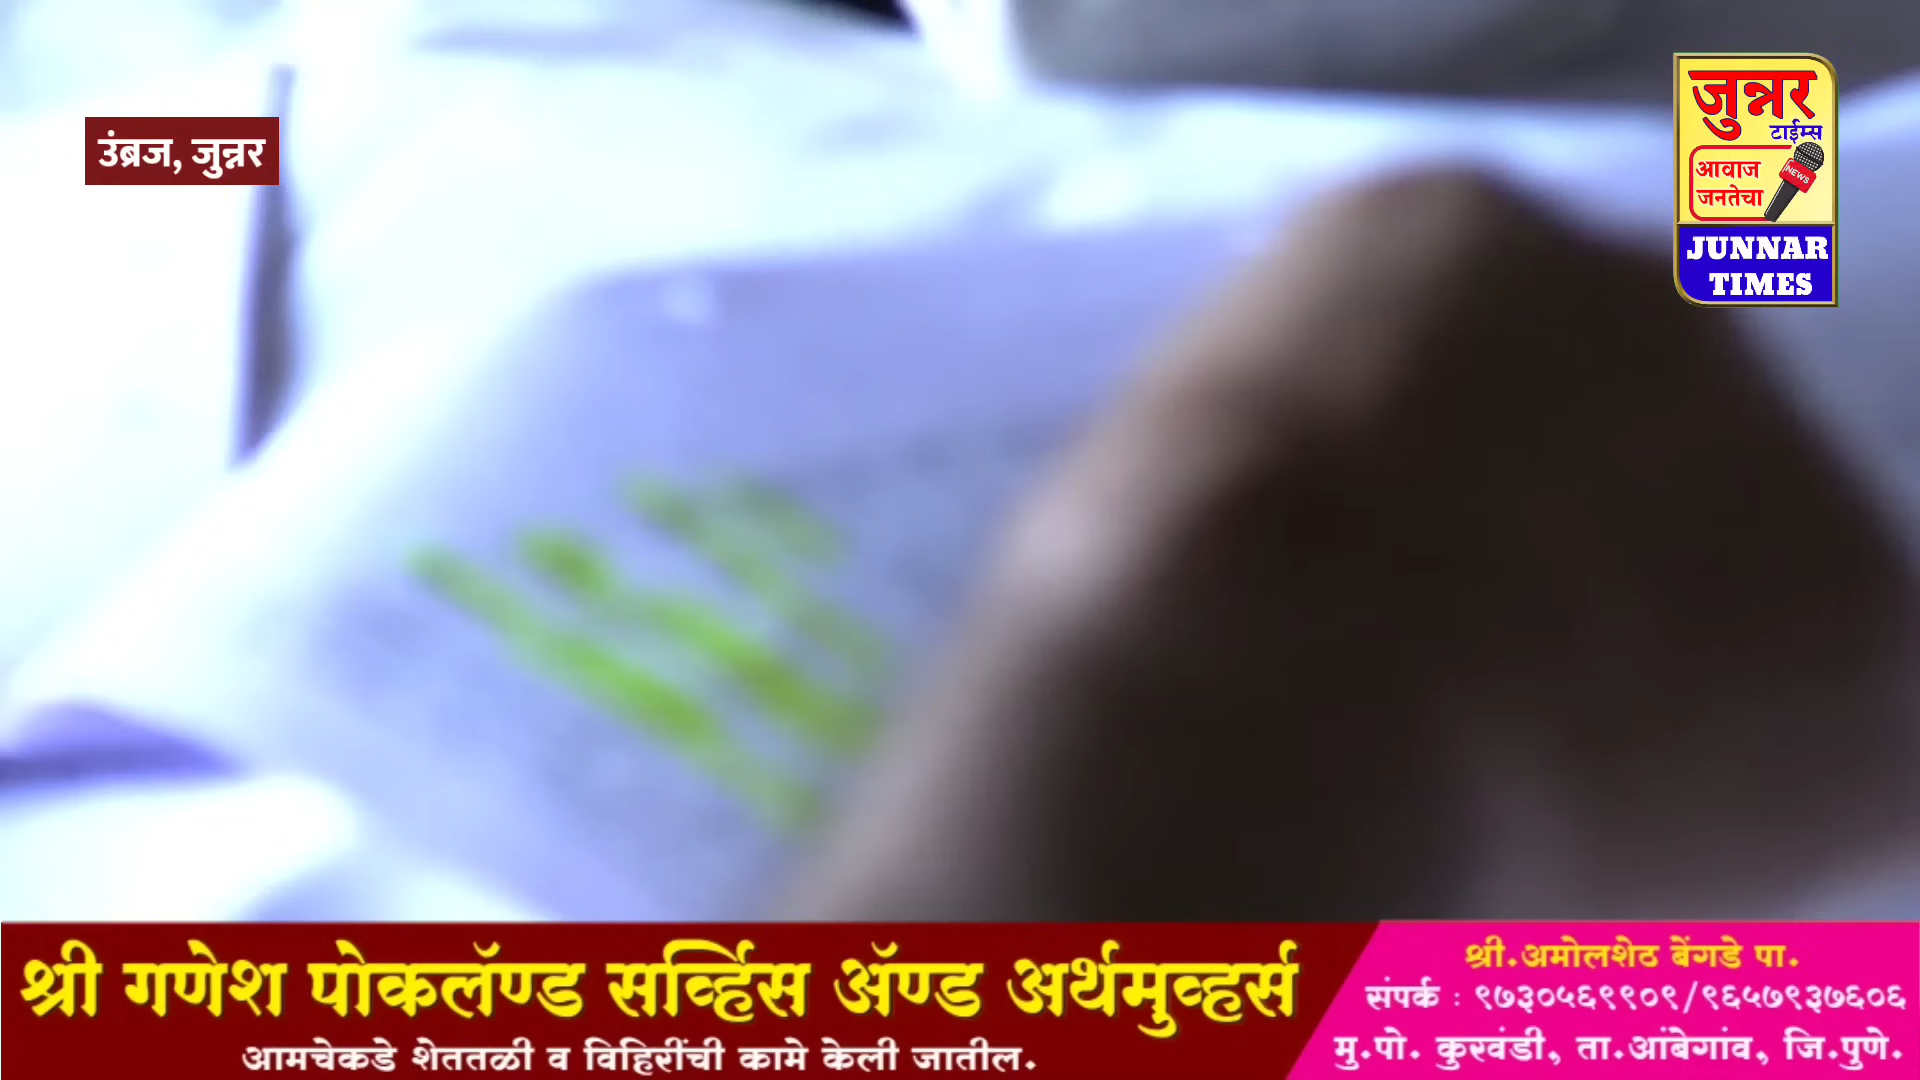 उंब्रज, जुन्नर
जुन्नर
टाईम्स
आवाज
जनतेचा
NEWS
JUNNAR
TIMES
श्री गणेश पोकलॅण्ड सर्व्हिस ॲण्ड अर्थमुव्हर्स
आमचेकडे शेततळी व विहिरींची कामे केली जातील.
श्री.अमोलशेठ बेंगडे पा.
संपर्क : ९७३०५६९९०९/९६५७९३७६०६
मु.पो. कुरवंडी, ता.आंबेगांव, जि.पुणे.